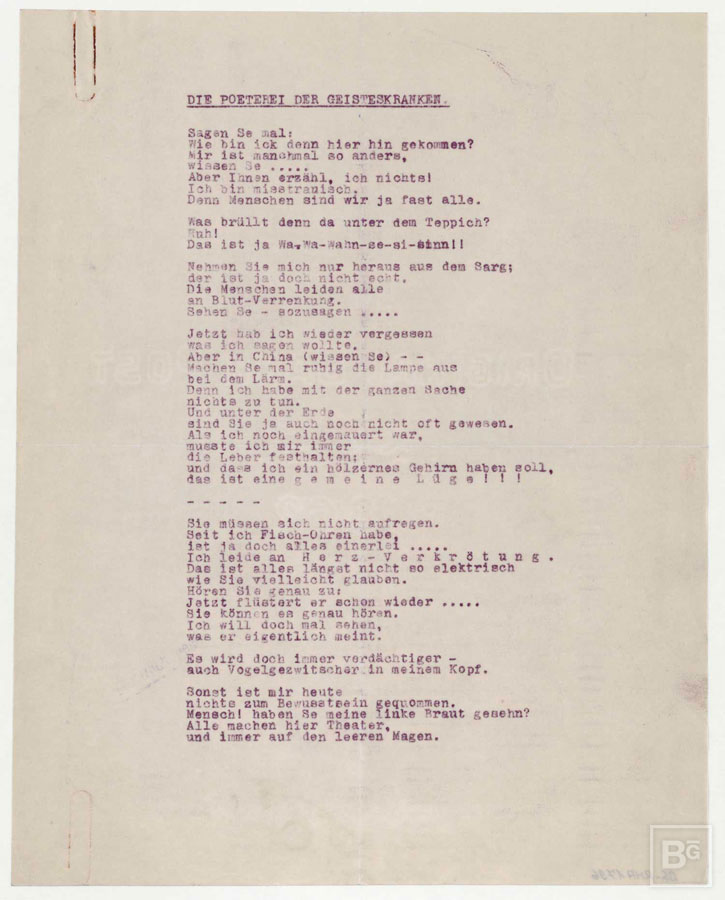 DIE POETEREI DER GEISTESKRANKEN.
Sagen Se mal:
Wie bin ick denn hier hin gekommen?
Mir ist manchmal so anders,
wissen Se .....
Aber Ihnen erzähl, ich nichts!
Ich bin misstrauisch.
Denn Menschen sind wir ja fast alle.
Was brüllt denn da unter dem Teppich?
Huh!
Das ist ja Wa-Wa-Wahn-se-si-sinn!!
Nehmen Sie mich nur heraus aus dem Sarg;
der ist ja doch nicht echt.
Die Menschen leiden alle
an Blut-Verrenkung.
Sehen Se - sozusagen .....
Jetzt hab ich wieder vergessen
was ich sagen wollte.
Aber in China (wissen Se) - -
Machen Se mal ruhig die Lampe aus
bei dem Lärm.
Denn ich habe mit der ganzen Sache
nichts zu tun.
Und unter der Erde
sind Sie ja auch noch nicht oft gewesen.
Als ich noch eingemauert war,
musste ich mir immer
die Leber festhalten;
und dass ich ein hölzernes Gehirn haben soll,
das ist eine g e m e i n e L ü g e ! ! !
- - - - -
Sie müssen sich nicht aufregen.
Seit ich Fisch-Ohren habe,
ist ja doch alles einerlei .....
Ich leide an H e r z - V e r k r ö t u n g .
Das ist alles längst nicht so elektrisch
wie Sie vielleicht glauben.
Hören Sie genau zu:
Jetzt flüstert er schon wieder .....
Sie können es genau hören.
Ich will doch mal sehen,
was er eigentlich meint.
Es wird doch immer verdächtiger -
auch Vogelgezwitscher in meinem Kopf.
Sonst ist mir heute
nichts zum Bewusstsein gequommen.
Mensch! haben Se meine linke Braut gesehn?
Alle machen hier Theater,
und immer auf den leeren Magen.
BG